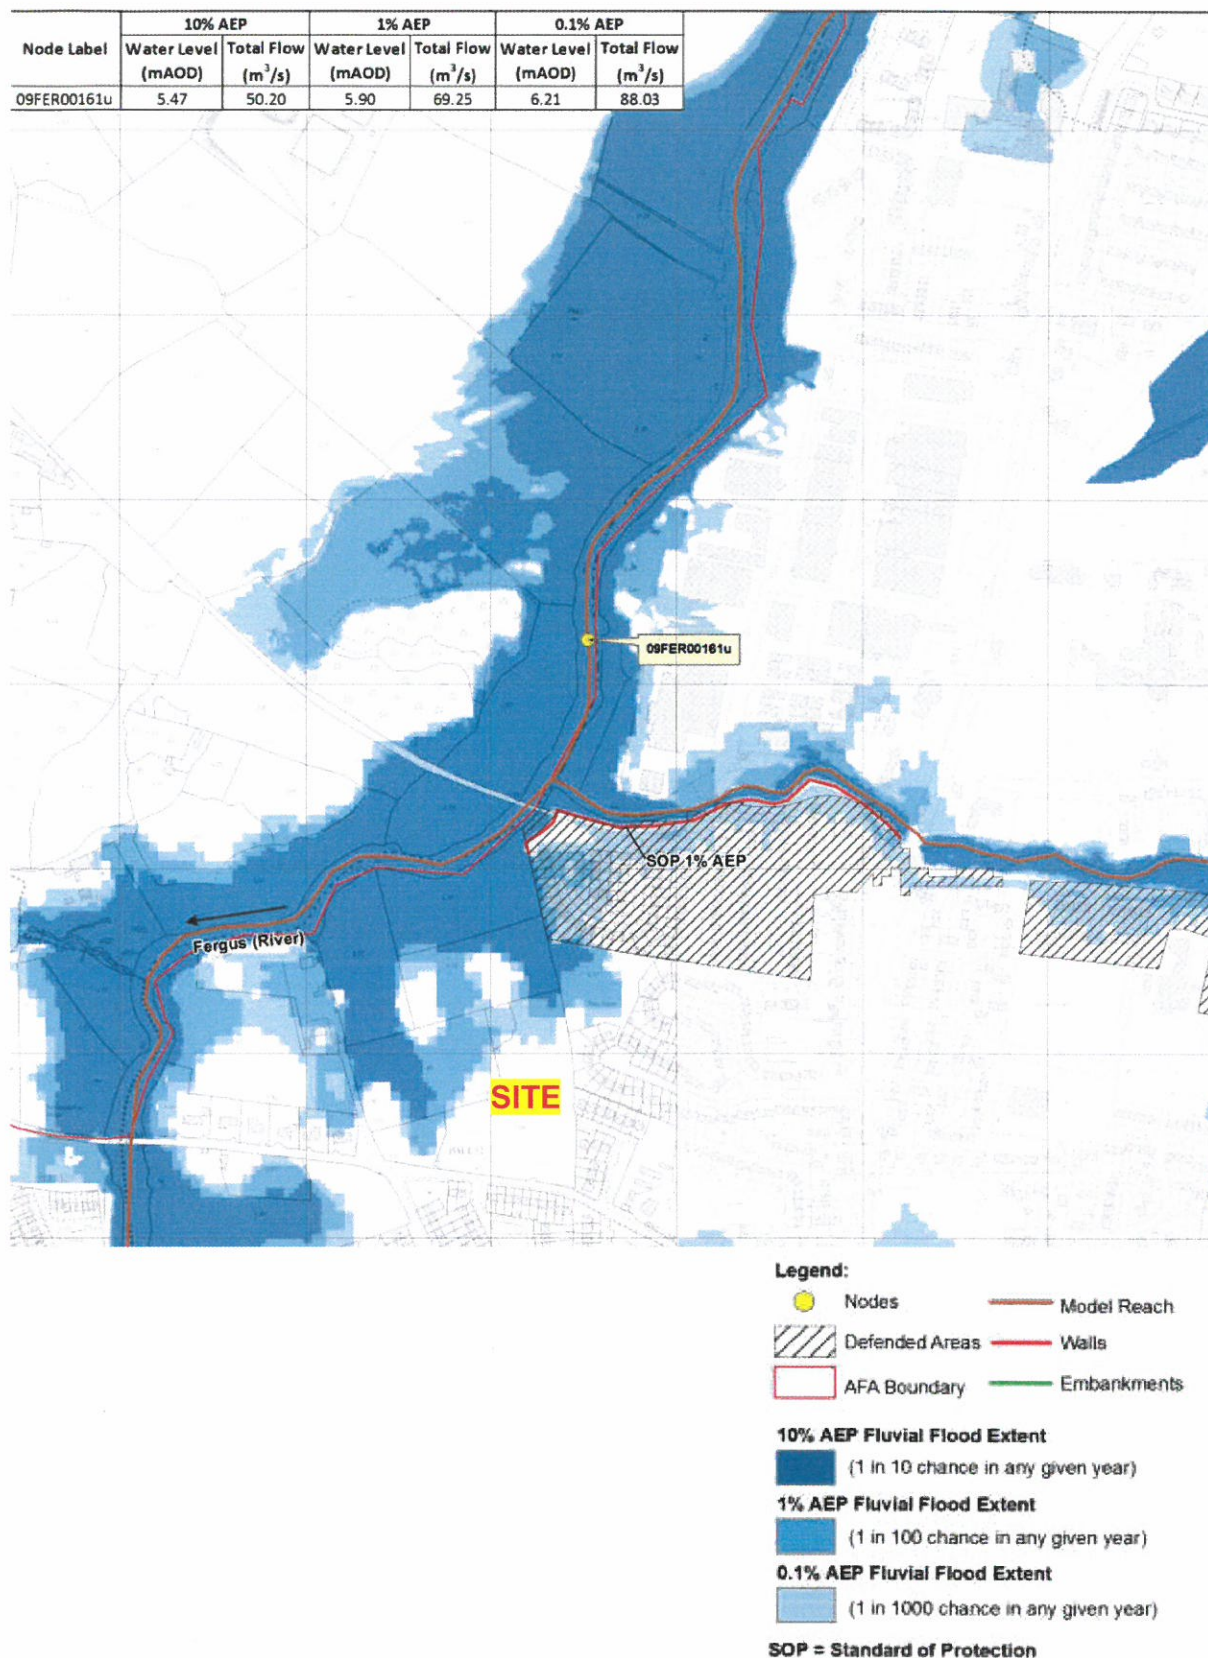 10% AEP 1% AEP 0.1% AEP
Node Label Water Level (mAOD) Total Flow (m³/s) Water Level (mAOD) Total Flow (m³/s) Water Level (mAOD) Total Flow (m³/s)
09FER00161u 5.47 50.20 5.90 69.25 6.21 88.03
09FER00161u
SOP 1% AEP
Fergus (River)
SITE
Legend:
Nodes
Model Reach
Defended Areas
Walls
AFA Boundary
Embankments
10% AEP Fluvial Flood Extent
(1 in 10 chance in any given year)
1% AEP Fluvial Flood Extent
(1 in 100 chance in any given year)
0.1% AEP Fluvial Flood Extent
(1 in 1000 chance in any given year)
SOP = Standard of Protection